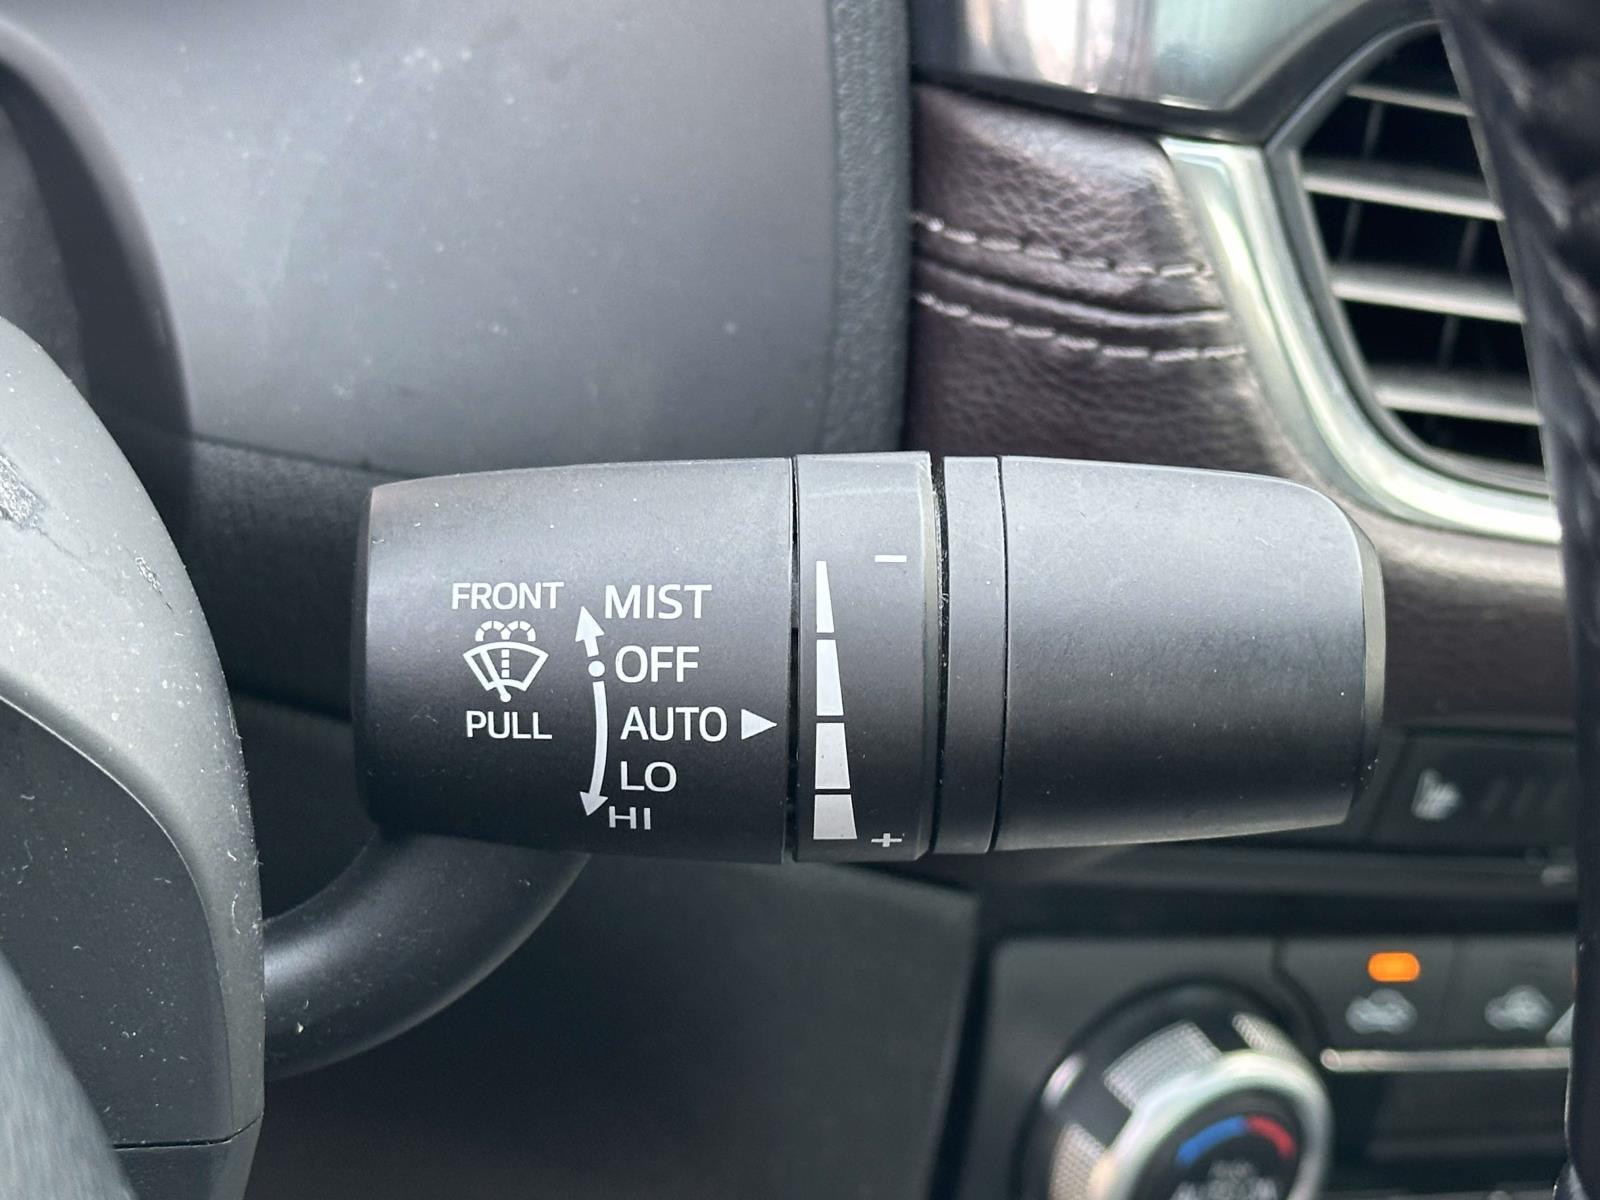 FRONT
PULL
MIST
OFF
AUTO
LO
HI
−
+